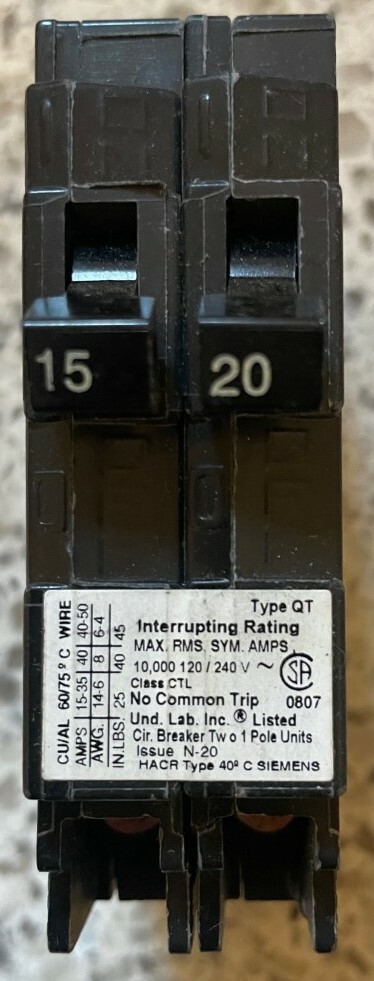 15
20
CU/AL 60/75 º C WIRE
AMPS 15-35 40 40-50
AWG. 14-6 8 6-4
IN.LBS. 25 40 45
Type QT
Interrupting Rating
MAX. RMS. SYM. AMPS
10,000 120 / 240 V ~
Class CTL
No Common Trip 0807
Und. Lab. Inc. ® Listed
Cir. Breaker Two 1 Pole Units
Issue N-20
HACR Type 40º C SIEMENS